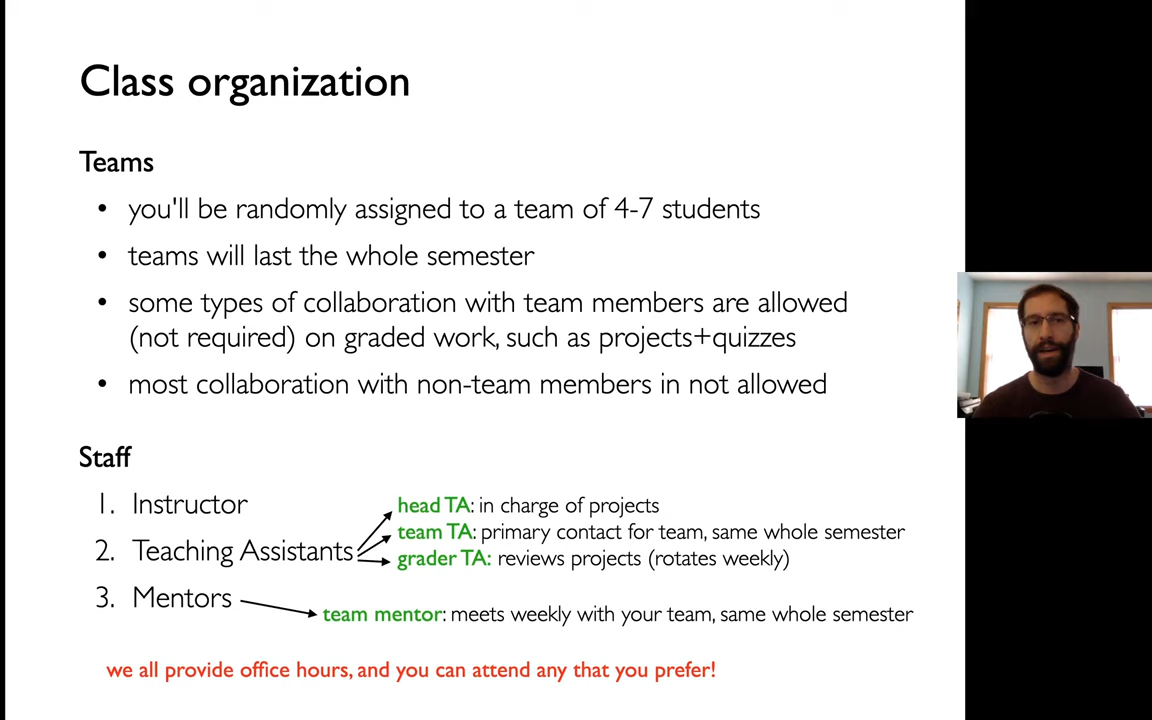 Class organization
Teams
• you'll be randomly assigned to a team of 4-7 students
• teams will last the whole semester
• some types of collaboration with team members are allowed
(not required) on graded work, such as projects+quizzes
• most collaboration with non-team members in not allowed
Staff
1. Instructor
2. Teaching Assistants
head TA: in charge of projects
team TA: primary contact for team, same whole semester
grader TA: reviews projects (rotates weekly)
3. Mentors
team mentor: meets weekly with your team, same whole semester
we all provide office hours, and you can attend any that you prefer!